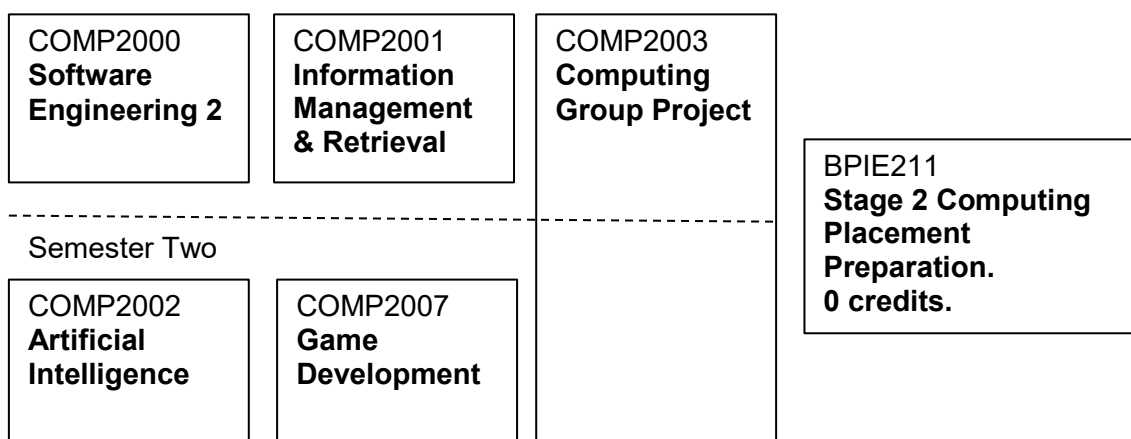 COMP2000
Software
Engineering 2
COMP2001
Information
Management
& Retrieval
COMP2003
Computing
Group Project
BPIE211
Stage 2 Computing
Placement
Preparation.
0 credits.
Semester Two
COMP2002
Artificial
Intelligence
COMP2007
Game
Development